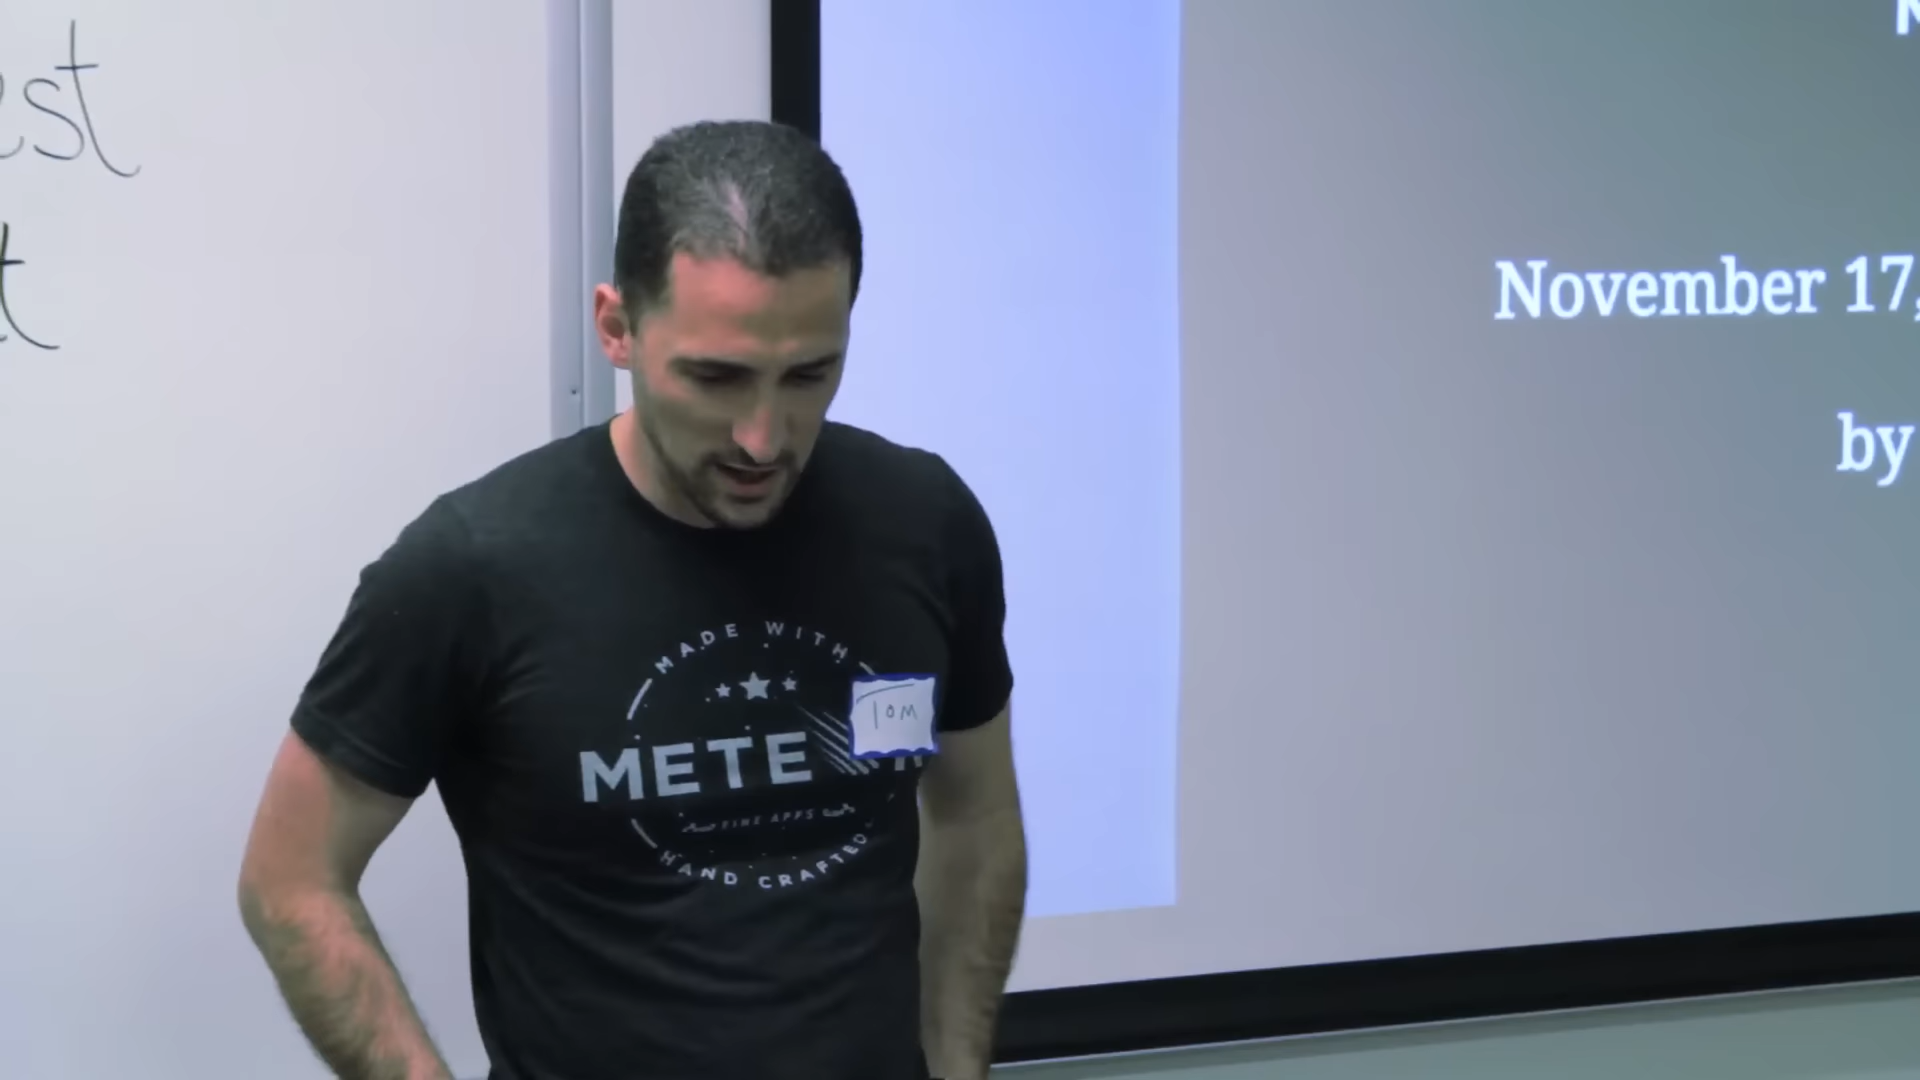 est
t
November 17,
by
MADE WITH
TOM
METE
FINE APPS
HAND CRAFTED